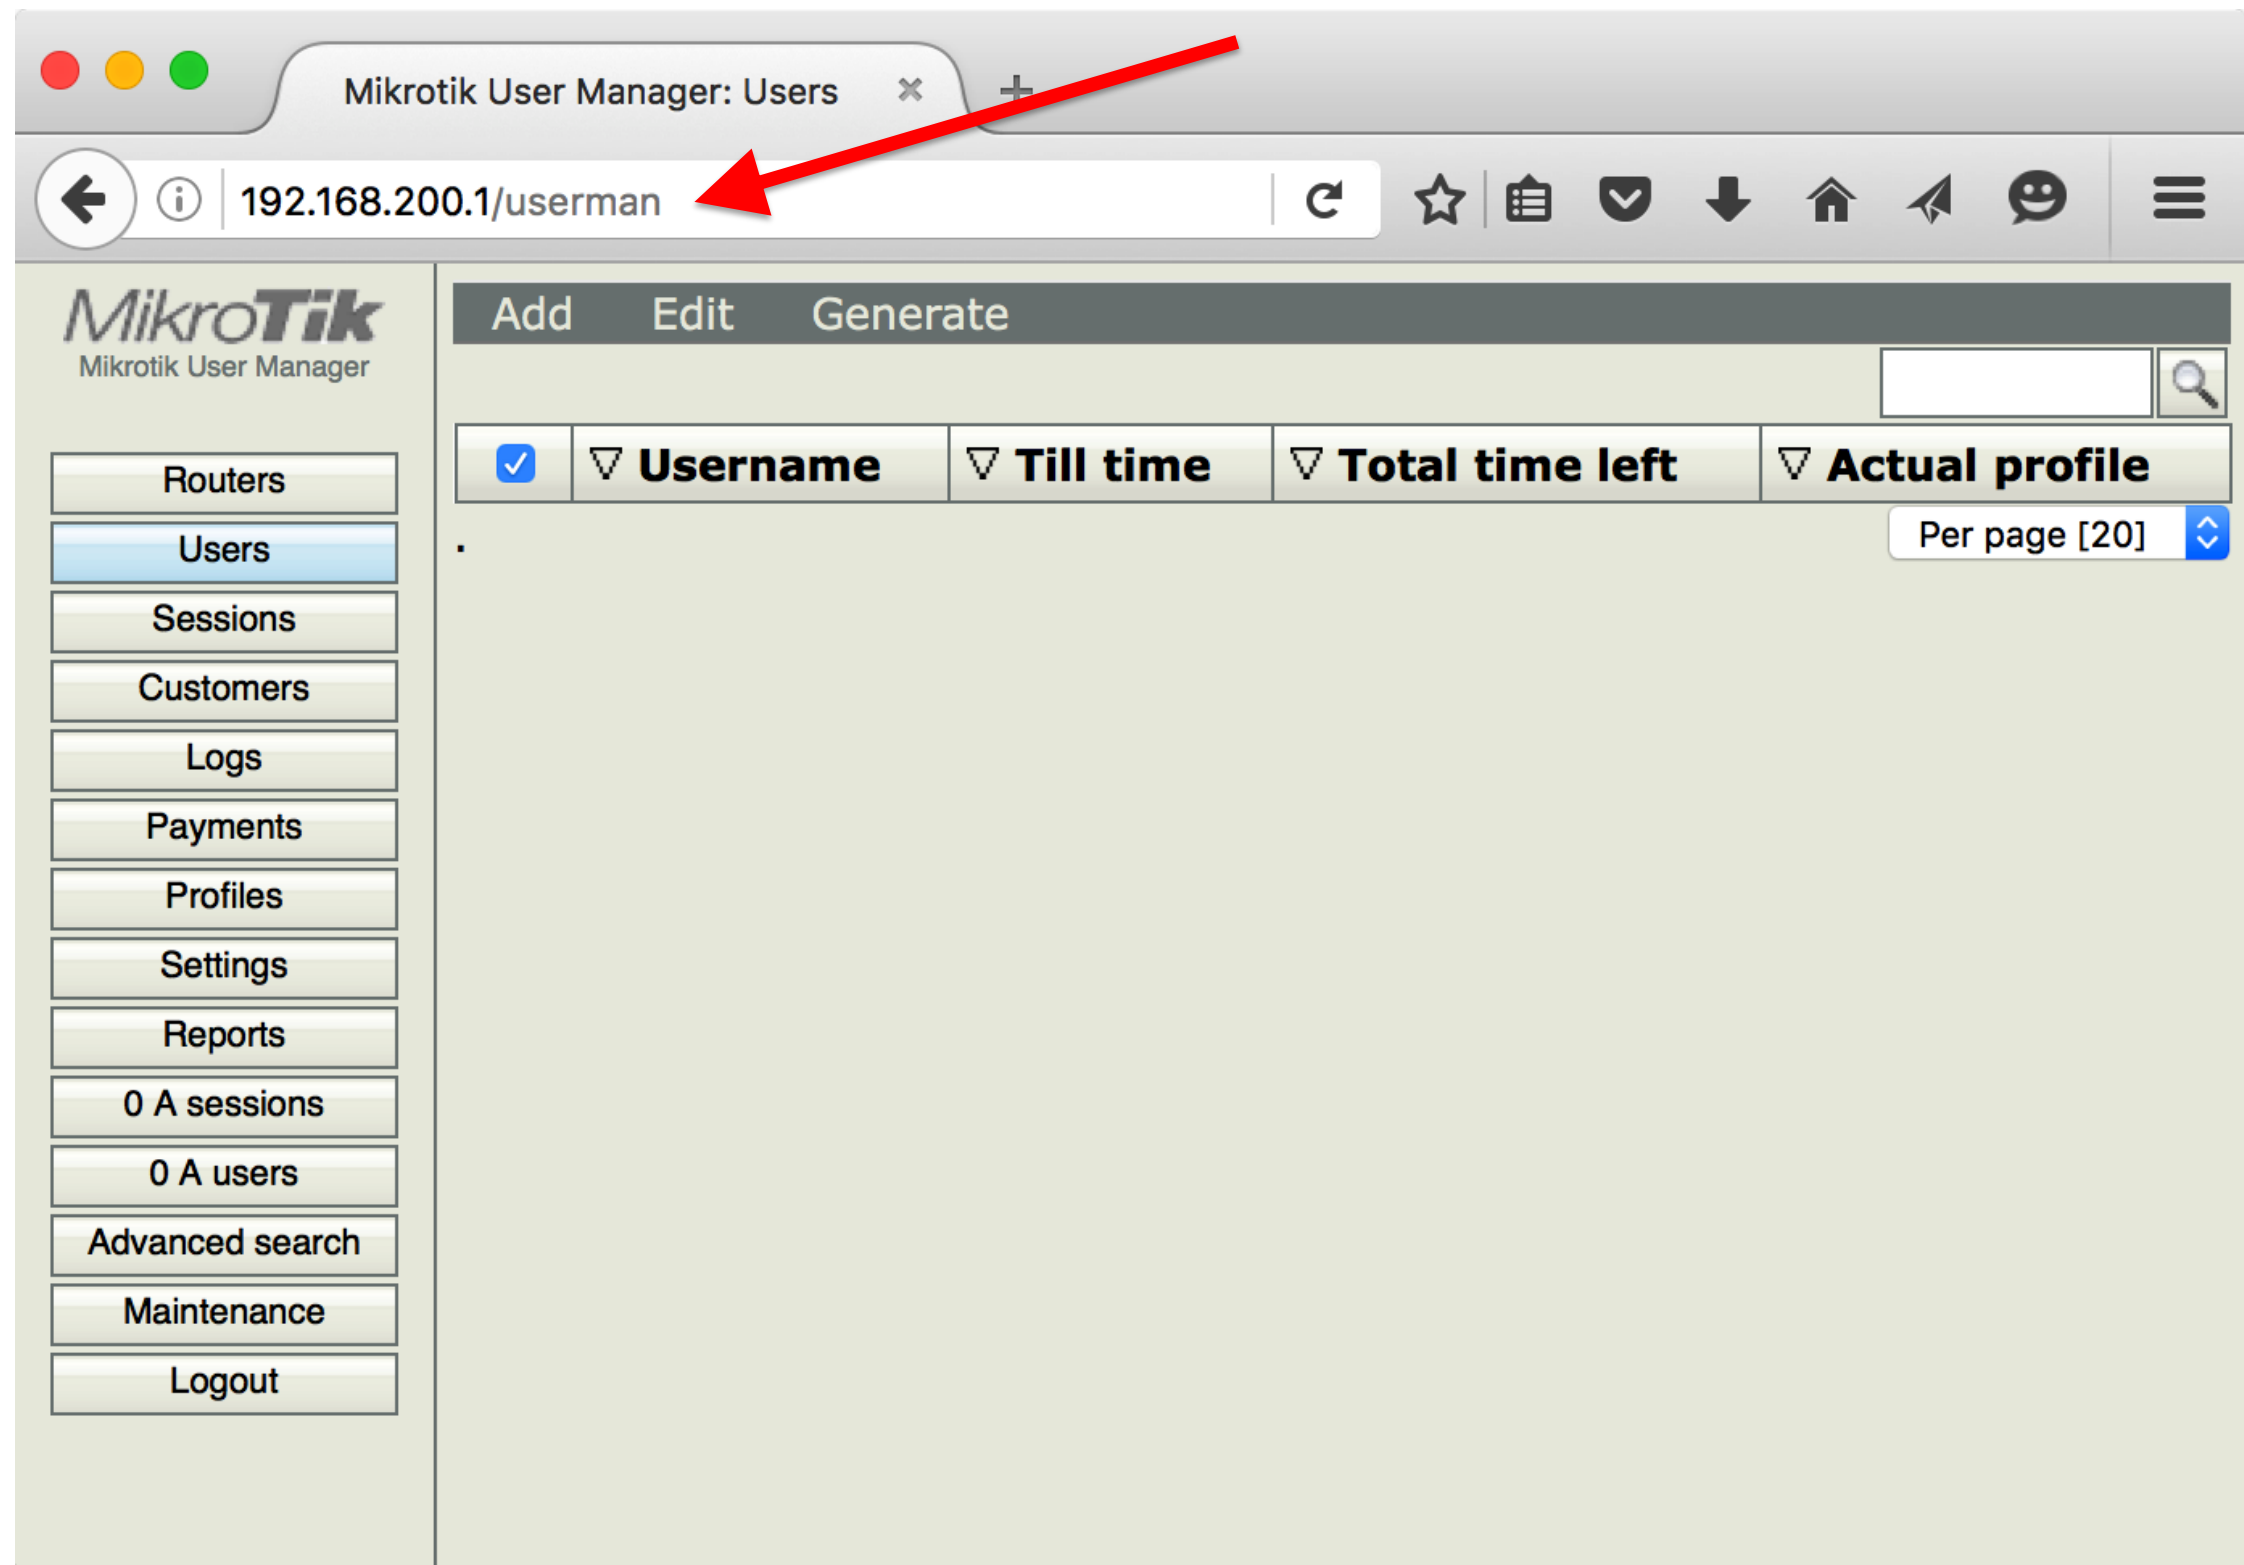 Mikrotik User Manager: Users
192.168.200.1/userman
MikroTik
Mikrotik User Manager
Routers
Users
Sessions
Customers
Logs
Payments
Profiles
Settings
Reports
0 A sessions
0 A users
Advanced search
Maintenance
Logout
Add Edit Generate
Username Till time Total time left Actual profile
. Per page [20]